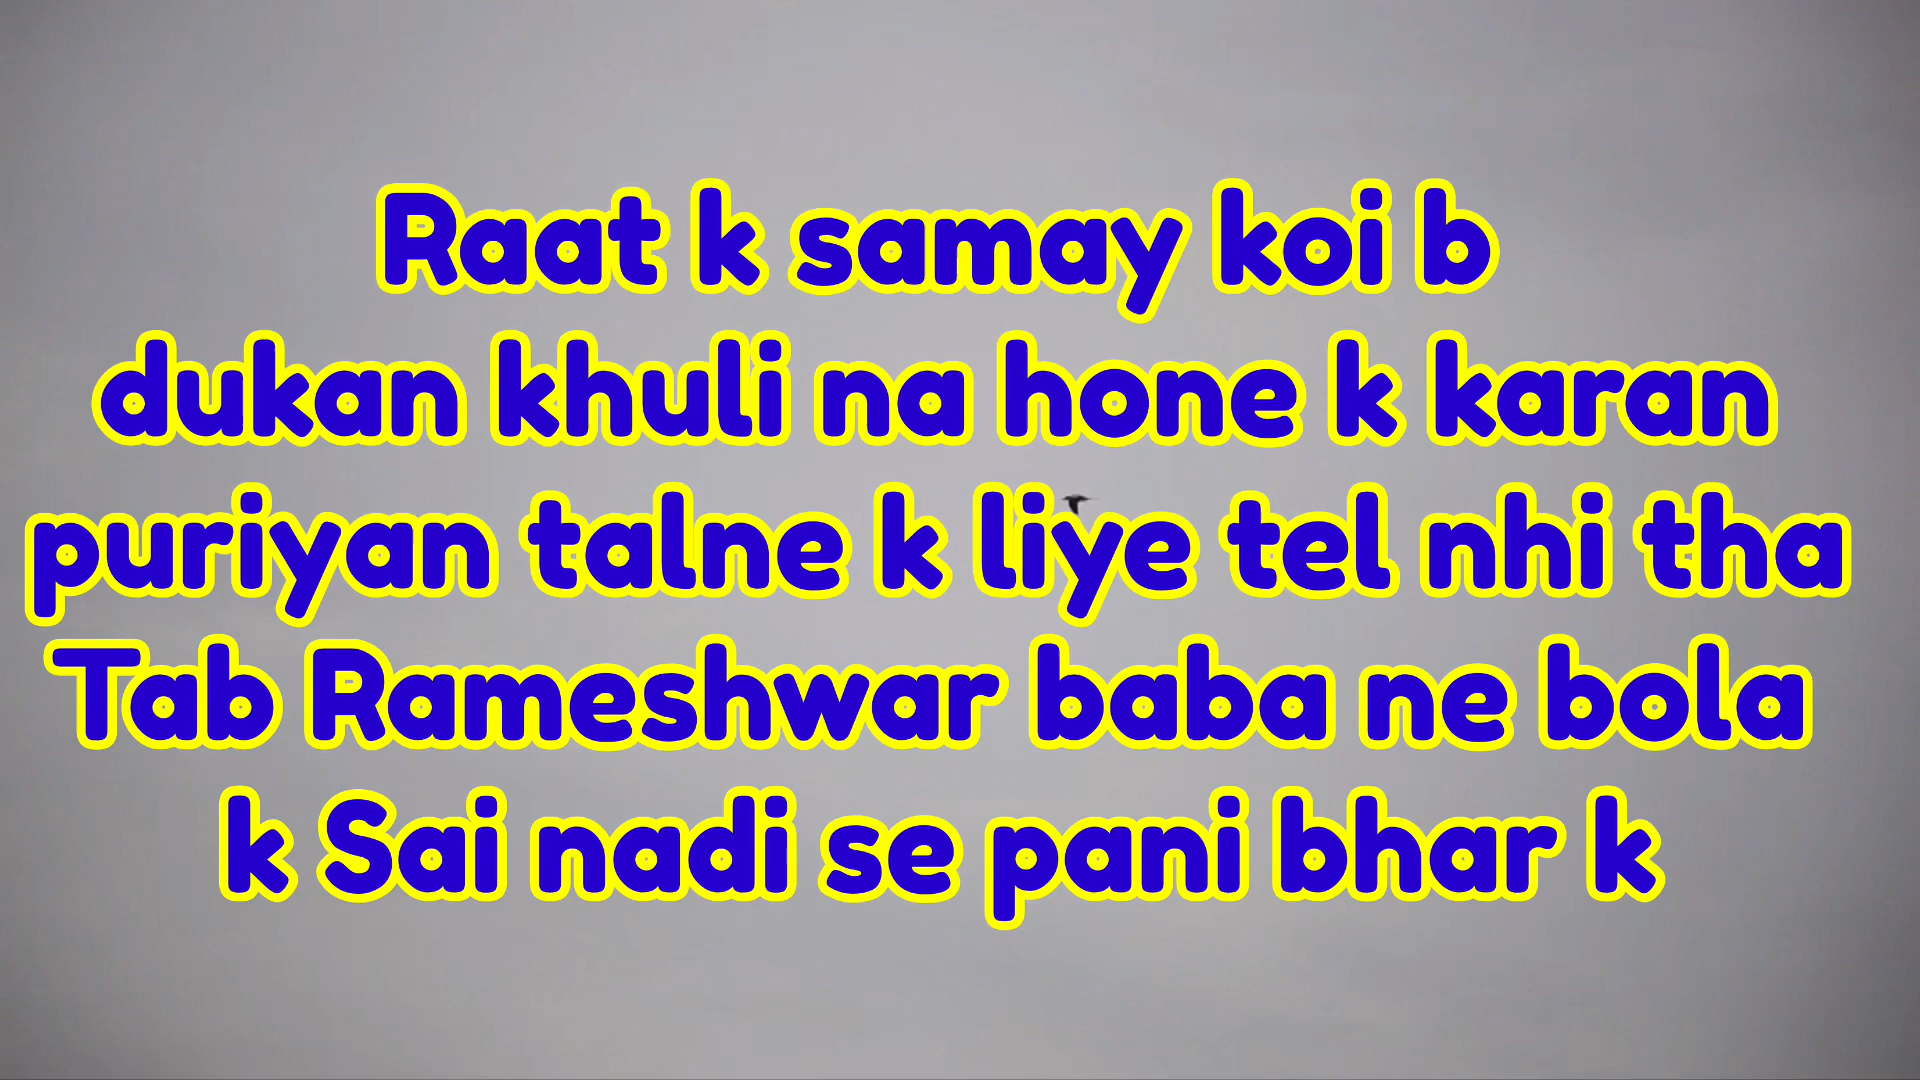 Raat k samay koi b
dukan khuli na hone k karan
puriyan talne k liye tel nhi tha
Tab Rameshwar baba ne bola
k Sai nadi se pani bhar k